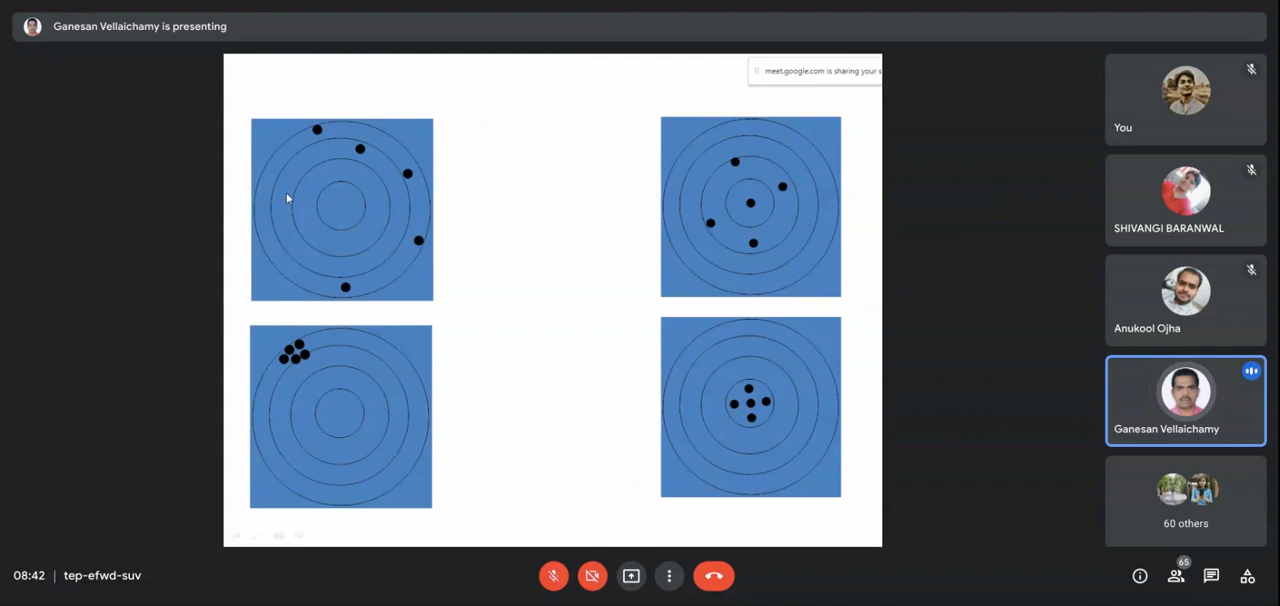 Ganesan Vellaichamy is presenting
meet.google.com is sharing your s
You
SHIVANGI BARANWAL
Anukool Ojha
Ganesan Vellaichamy
60 others
08:42 | tep-efwd-suv
65